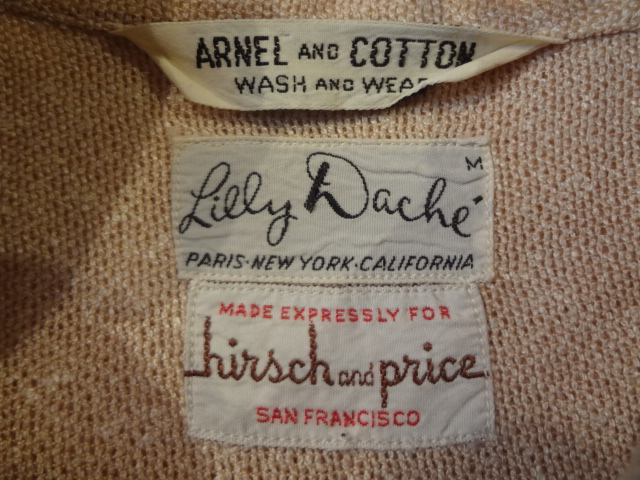 ARNEL AND COTTON
WASH AND WEAR
M
Lilly Daché
PARIS·NEW YORK·CALIFORNIA
MADE EXPRESSLY FOR
hirsch and price
SAN FRANCISCO